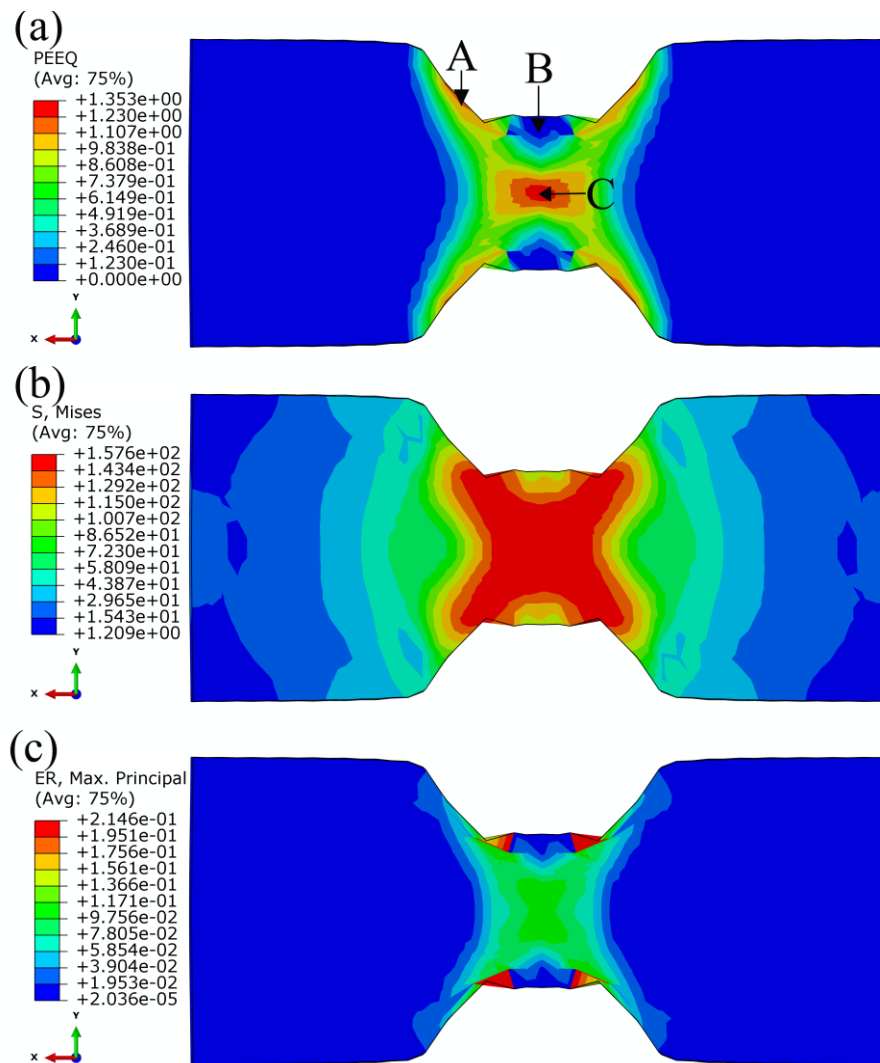 (a)
PEEQ
(Avg: 75%)
+1.353e+00
+1.230e+00
+1.107e+00
+9.838e-01
+8.608e-01
+7.379e-01
+6.149e-01
+4.919e-01
+3.689e-01
+2.460e-01
+1.230e-01
+0.000e+00
A
B
C
Y
X
(b)
S, Mises
(Avg: 75%)
+1.576e+02
+1.434e+02
+1.292e+02
+1.150e+02
+1.007e+02
+8.652e+01
+7.230e+01
+5.809e+01
+4.387e+01
+2.965e+01
+1.543e+01
+1.209e+00
Y
X
(c)
ER, Max. Principal
(Avg: 75%)
+2.146e-01
+1.951e-01
+1.756e-01
+1.561e-01
+1.366e-01
+1.171e-01
+9.756e-02
+7.805e-02
+5.854e-02
+3.904e-02
+1.953e-02
+2.036e-05
Y
X